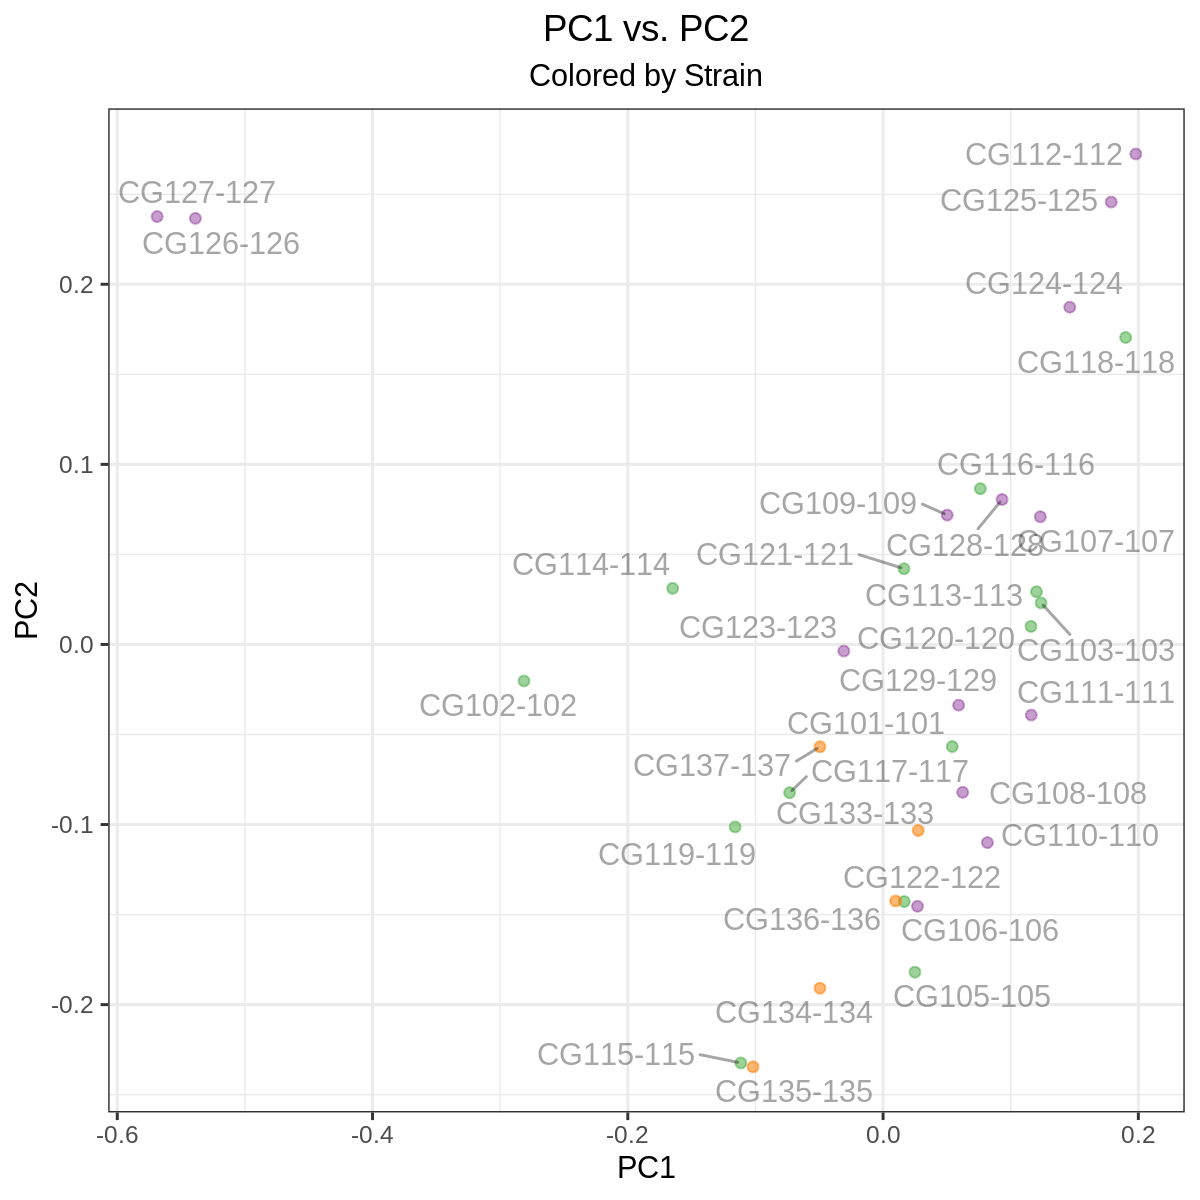 PC1 vs. PC2
Colored by Strain
CG112-112
CG127-127
CG125-125
CG126-126
CG124-124
0.2
CG118-118
CG116-116
0.1
CG109-109
CG128-128
CG107-107
CG121-121
CG114-114
CG113-113
CG123-123
CG120-120
0.0
CG103-103
CG129-129
CG111-111
CG102-102
CG101-101
CG137-137
CG117-117
CG108-108
CG133-133
-0.1
CG110-110
CG119-119
CG122-122
CG136-136
CG106-106
CG105-105
-0.2
CG134-134
CG115-115
CG135-135
-0.6
-0.4
-0.2
0.0
0.2
PC1
PC2